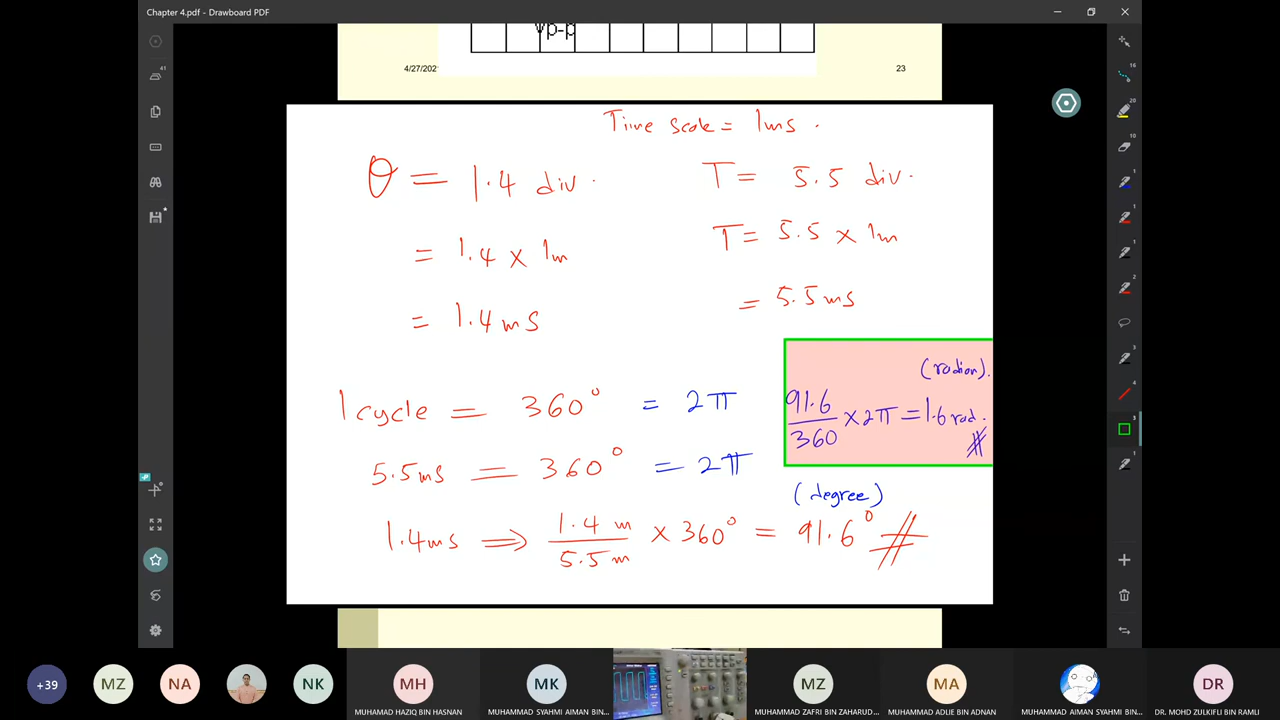 Chapter 4.pdf - Drawboard PDF
Vp-p
4/27/202
23
Time scale = 1ms.
θ = 1.4 div.
= 1.4 x 1m
= 1.4ms
T = 5.5 div.
T = 5.5 x 1m
= 5.5ms
1 cycle = 360° = 2π
5.5ms = 360° = 2π
(radian).
91.6/360 x 2π = 1.6 rad. #
(degree)
1.4ms ⇒ 1.4 m/5.5 m x 360° = 91.6° #
+39
MZ
NA
NK
MH
MUHAMAD HAZIQ BIN HASNAN
MK
MUHAMMAD SYAHMI AIMAN BIN...
MZ
MUHAMMAD ZAFRI BIN ZAHARUD...
MA
MUHAMMAD ADLIE BIN ADNAN
MUHAMMAD AIMAN SYAHMI BIN ...
DR
DR. MOHD ZULKIFLI BIN RAMLI